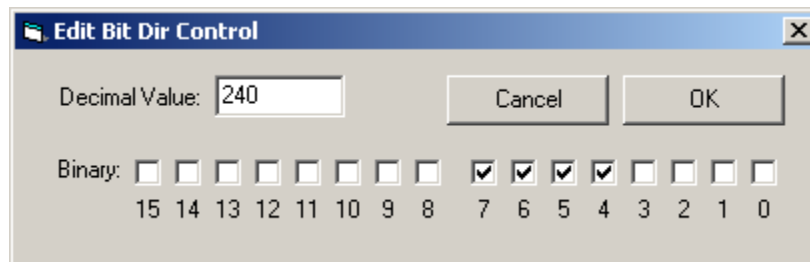 Edit Bit Dir Control
Decimal Value: 240 Cancel OK
Binary:
15 14 13 12 11 10 9 8 7 6 5 4 3 2 1 0